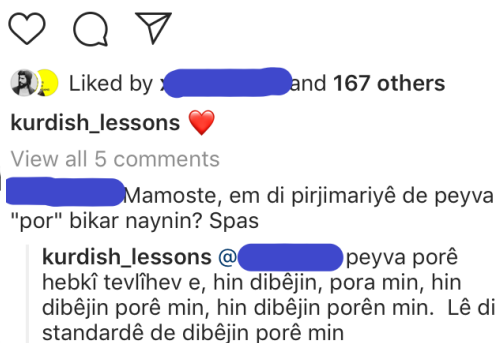 Liked by and 167 others
kurdish_lessons ❤️
View all 5 comments
Mamoste, em di pirjimariyê de peyva
"por" bikar naynin? Spas
kurdish_lessons @ peyva porê
hebkî tevlîhev e, hin dibêjin, pora min, hin
dibêjin porê min, hin dibêjin porên min. Lê di
standardê de dibêjin porê min